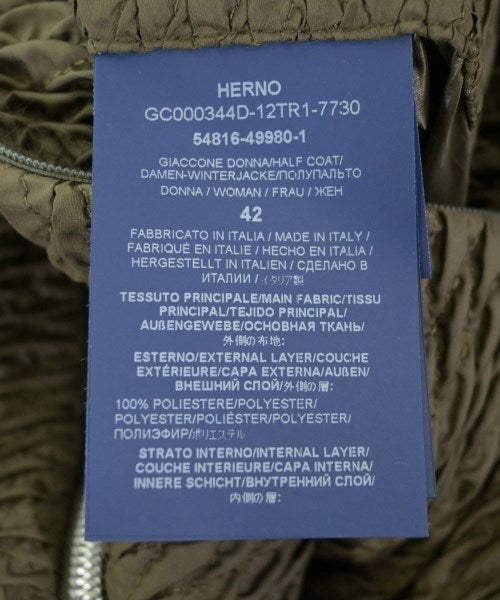 HERNO
GC000344D-12TR1-7730
54816-49980-1
GIACCONE DONNA/HALF COAT/
DAMEN-WINTERJACKE/ПОЛУПАЛЬТО
DONNA / WOMAN / FRAU / ЖЕН
42
FABBRICATO IN ITALIA / MADE IN ITALY /
FABRIQUÉ EN ITALIE / HECHO EN ITALIA /
HERGESTELLT IN ITALIEN / СДЕЛАНО В
ИТАЛИИ / イタリア製
TESSUTO PRINCIPALE/MAIN FABRIC/TISSU
PRINCIPAL/TEJIDO PRINCIPAL/
AUßENGEWEBE/ОСНОВНАЯ ТКАНЬ/
外側の布地:
ESTERNO/EXTERNAL LAYER/COUCHE
EXTÉRIEURE/CAPA EXTERNA/AUßEN/
ВНЕШНИЙ СЛОЙ/外側の層:
100% POLIESTERE/POLYESTER/
POLYESTER/POLIÉSTER/POLYESTER/
ПОЛИЭФИР/ポリエステル
STRATO INTERNO/INTERNAL LAYER/
COUCHE INTERIEURE/CAPA INTERNA/
INNERE SCHICHT/ВНУТРЕННИЙ СЛОЙ/
内側の層: